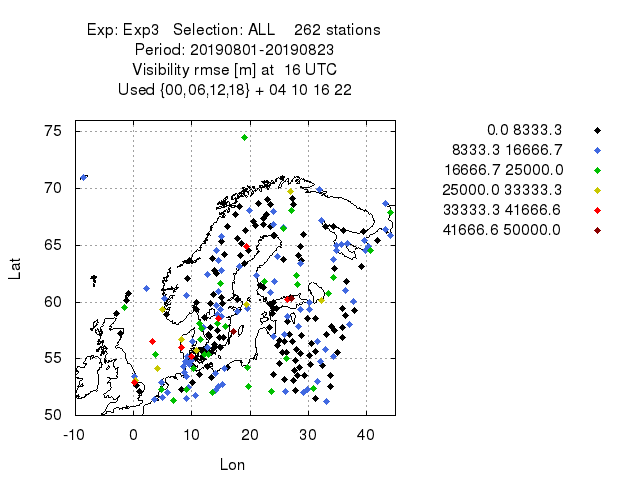 Exp: Exp3 Selection: ALL 262 stations
Period: 20190801-20190823
Visibility rmse [m] at 16 UTC
Used {00,06,12,18} + 04 10 16 22
0.0 8333.3
8333.3 16666.7
16666.7 25000.0
25000.0 33333.3
33333.3 41666.6
41666.6 50000.0
75
70
65
60
55
50
Lat
-10 0 10 20 30 40
Lon